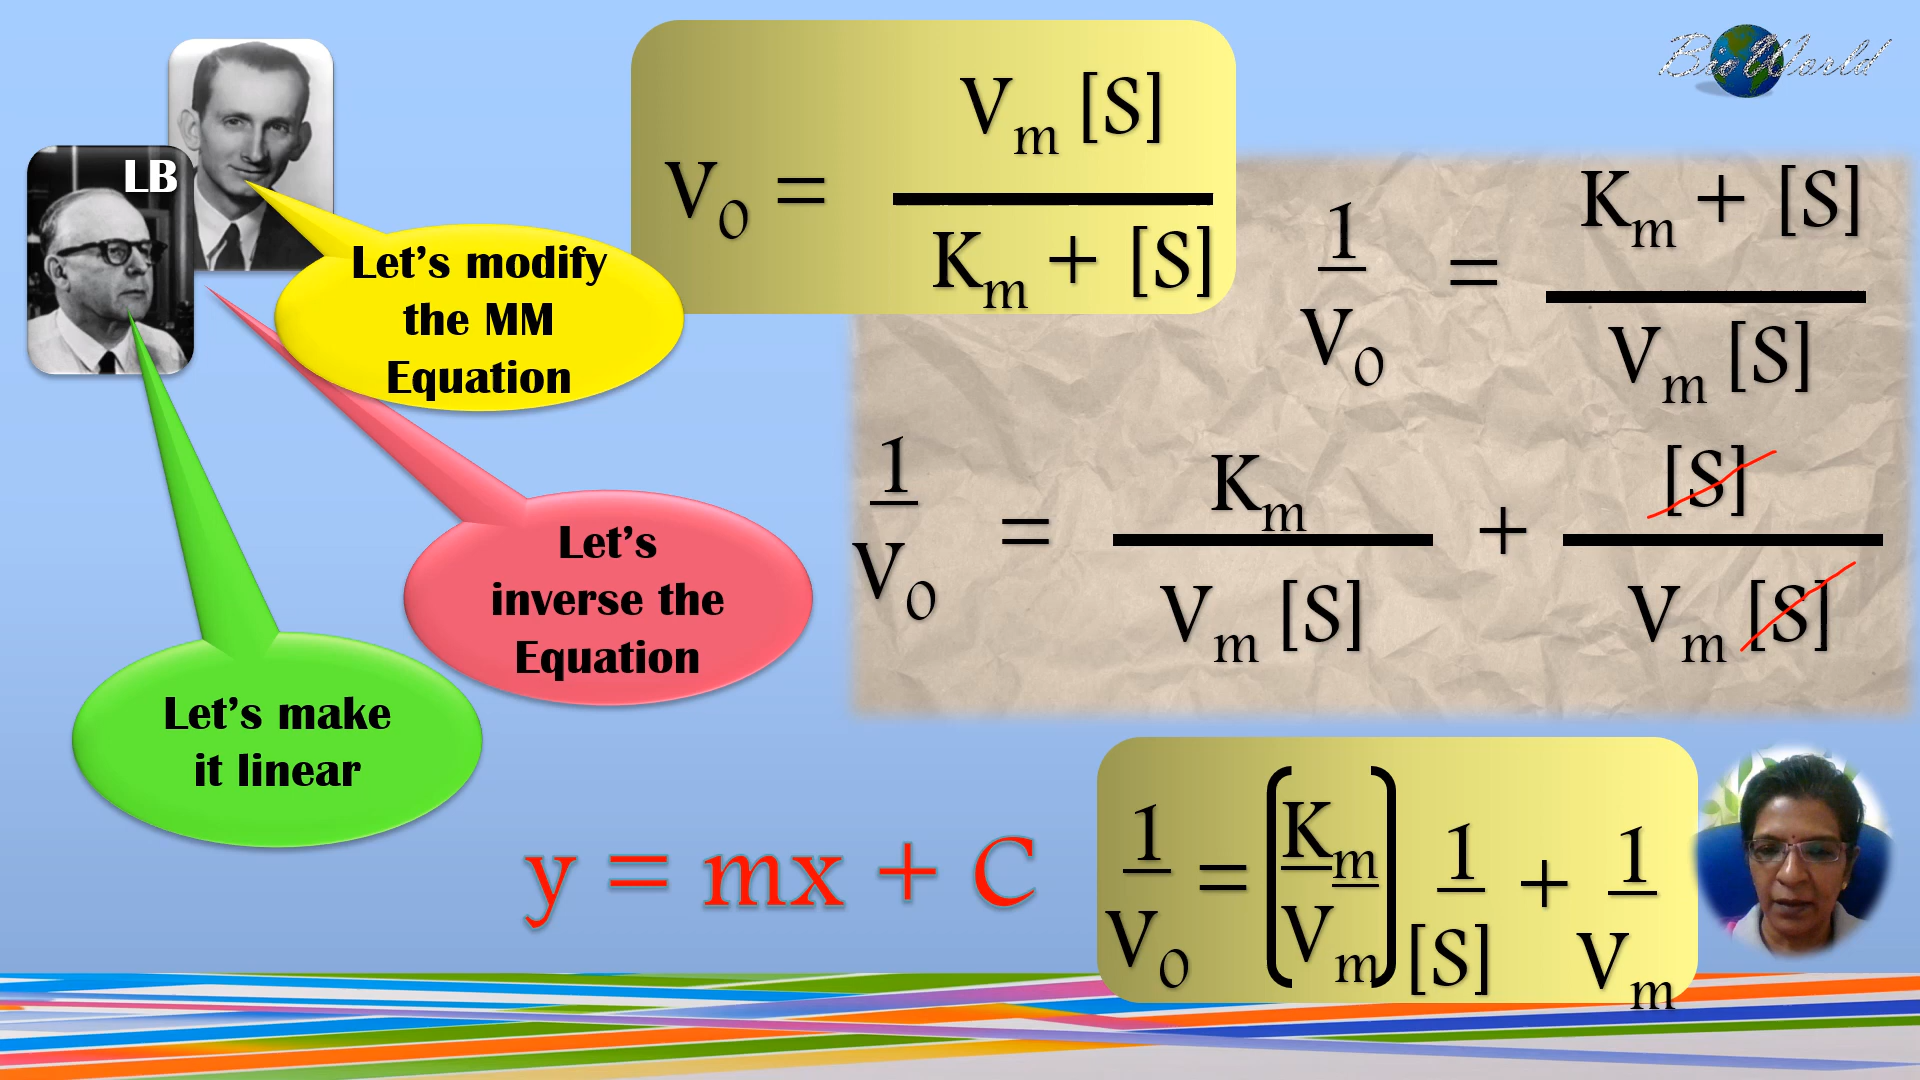 BioWorld
LB
Let's modify
the MM
Equation
Let's
inverse the
Equation
Let's make
it linear
V₀ = Vₘ [S] / Kₘ + [S]
1 / V₀ = Kₘ + [S] / Vₘ [S]
1 / V₀ = Kₘ / Vₘ [S] + [S] / Vₘ [S]
y = mx + C
1 / V₀ = (Kₘ / Vₘ) 1 / [S] + 1 / Vₘ